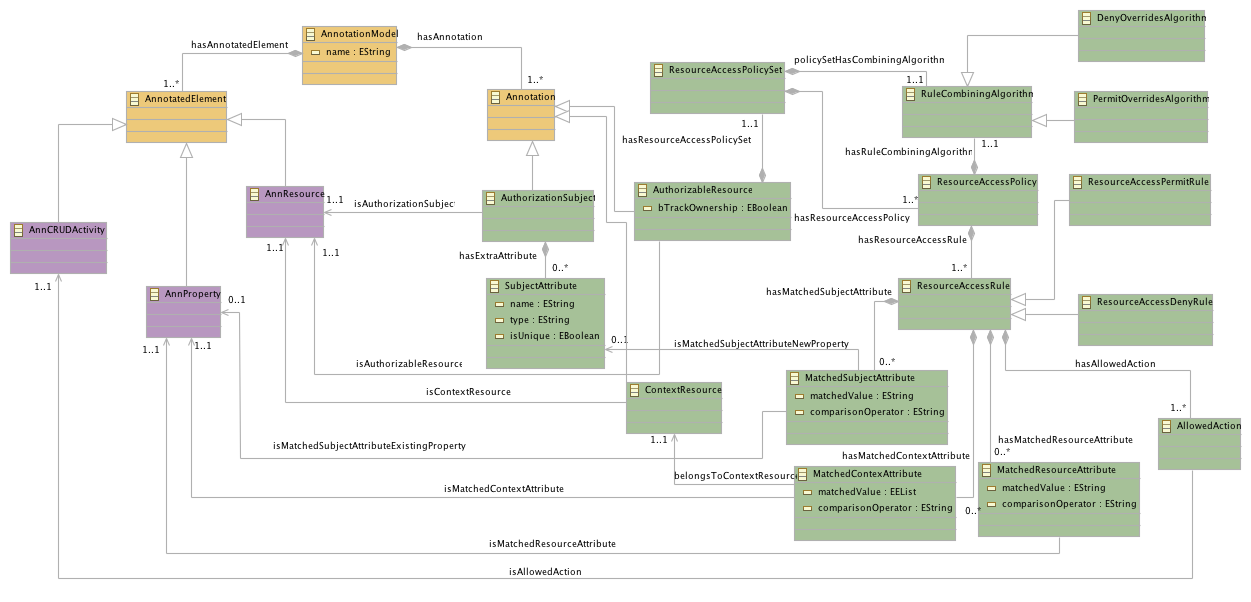 DenyOverridesAlgorithn
AnnotationModel
name : EString
hasAnnotatedElement
hasAnnotation
policySetHasCombiningAlgorithn
ResourceAccessPolicySet
1..*
1..*
1..1
AnnotatedElement
Annotation
RuleCombiningAlgorithn
PermitOverridesAlgorithm
1..1
hasResourceAccessPolicySet
1..1
hasRuleCombiningAlgorithn
AnnResource
1..1
isAuthorizationSubject
AuthorizationSubject
AuthorizableResource
bTrackOwnership : EBoolean
ResourceAccessPolicy
ResourceAccessPermitRule
1..*
hasResourceAccessPolicy
AnnCRUDActivity
1..1
1..1
hasExtraAttribute
0..*
hasResourceAccessRule
1..*
1..1
AnnProperty
0..1
SubjectAttribute
name : EString
type : EString
isUnique : EBoolean
hasMatchedSubjectAttribute
ResourceAccessRule
ResourceAccessDenyRule
1..1
1..1
0..1
isMatchedSubjectAttributeNewProperty
0..*
isAuthorizableResource
hasAllowedAction
MatchedSubjectAttribute
matchedValue : EString
comparisonOperator : EString
isContextResource
ContextResource
1..*
AllowedAction
1..1
isMatchedSubjectAttributeExistingProperty
hasMatchedResourceAttribute
0..*
hasMatchedContextAttribute
belongsToContextResource
MatchedContexAttribute
matchedValue : EEList
comparisonOperator : EString
MatchedResourceAttribute
matchedValue : EString
comparisonOperator : EString
isMatchedContextAttribute
0..*
isMatchedResourceAttribute
isAllowedAction